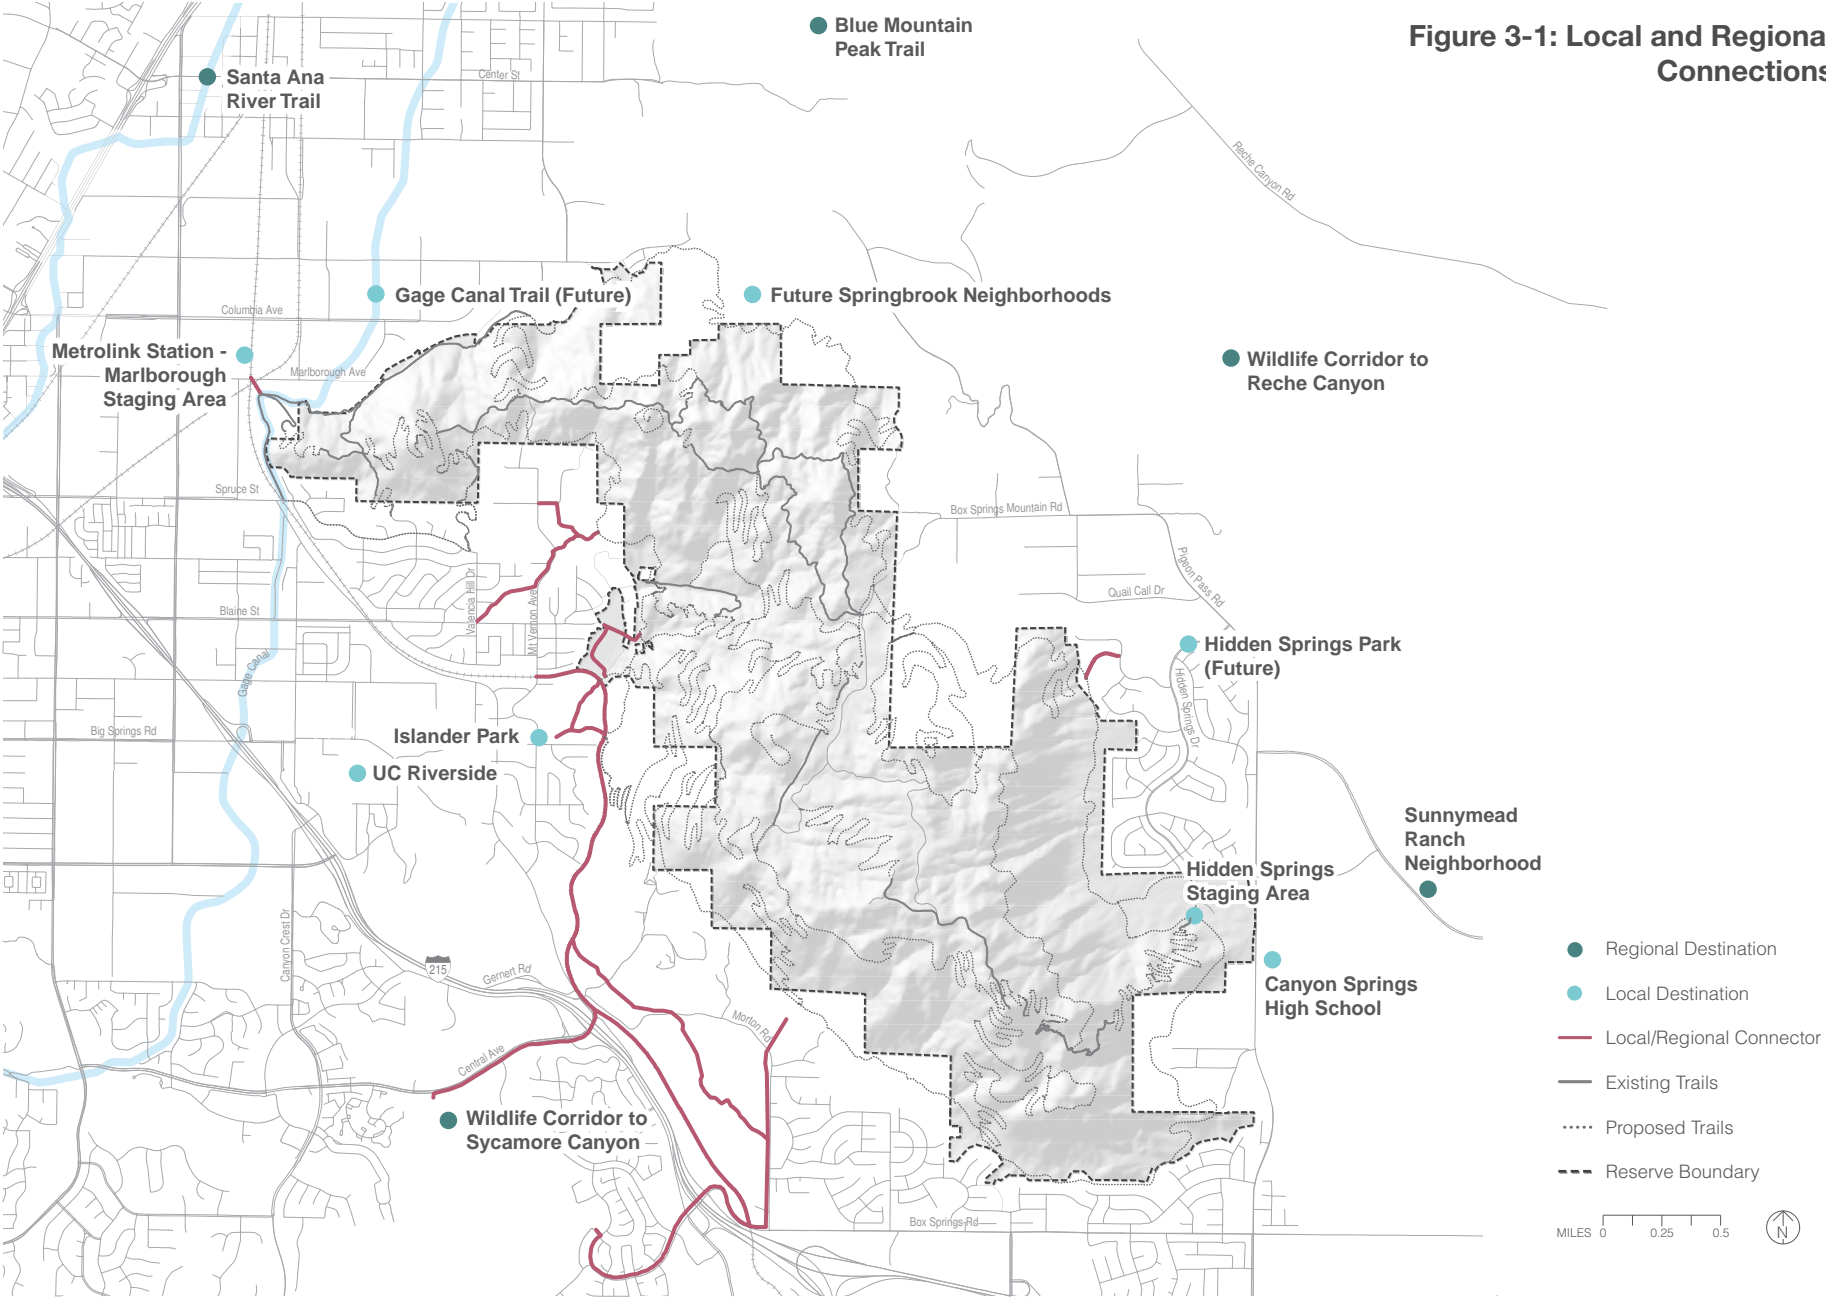 Figure 3-1: Local and Regional
Connections
Blue Mountain
Peak Trail
Santa Ana
River Trail
Center St
Reche Canyon Rd
Gage Canal Trail (Future)
Future Springbrook Neighborhoods
Columbia Ave
Metrolink Station -
Marlborough
Staging Area
Marlborough Ave
Wildlife Corridor to
Reche Canyon
Spruce St
Box Springs Mountain Rd
Pigeon Pass Rd
Quail Call Dr
Valencia Hill Dr
Mt Vernon Ave
Blaine St
Gage Canal
Hidden Springs Park
(Future)
Hidden Springs Dr
Big Springs Rd
Islander Park
UC Riverside
Sunnymead
Ranch
Neighborhood
Hidden Springs
Staging Area
Canyon Crest Dr
215
Gernert Rd
Canyon Springs
High School
Morton Rd
Central Ave
Wildlife Corridor to
Sycamore Canyon
Box Springs Rd
Regional Destination
Local Destination
Local/Regional Connector
Existing Trails
Proposed Trails
Reserve Boundary
MILES 0 0.25 0.5
N